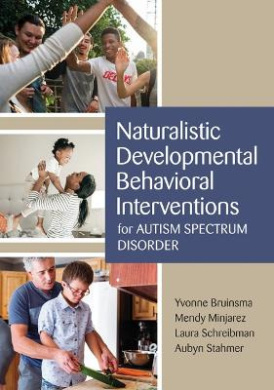 Naturalistic
Developmental
Behavioral
Interventions
for AUTISM SPECTRUM
DISORDER
Yvonne Bruinsma
Mendy Minjarez
Laura Schreibman
Aubyn Stahmer